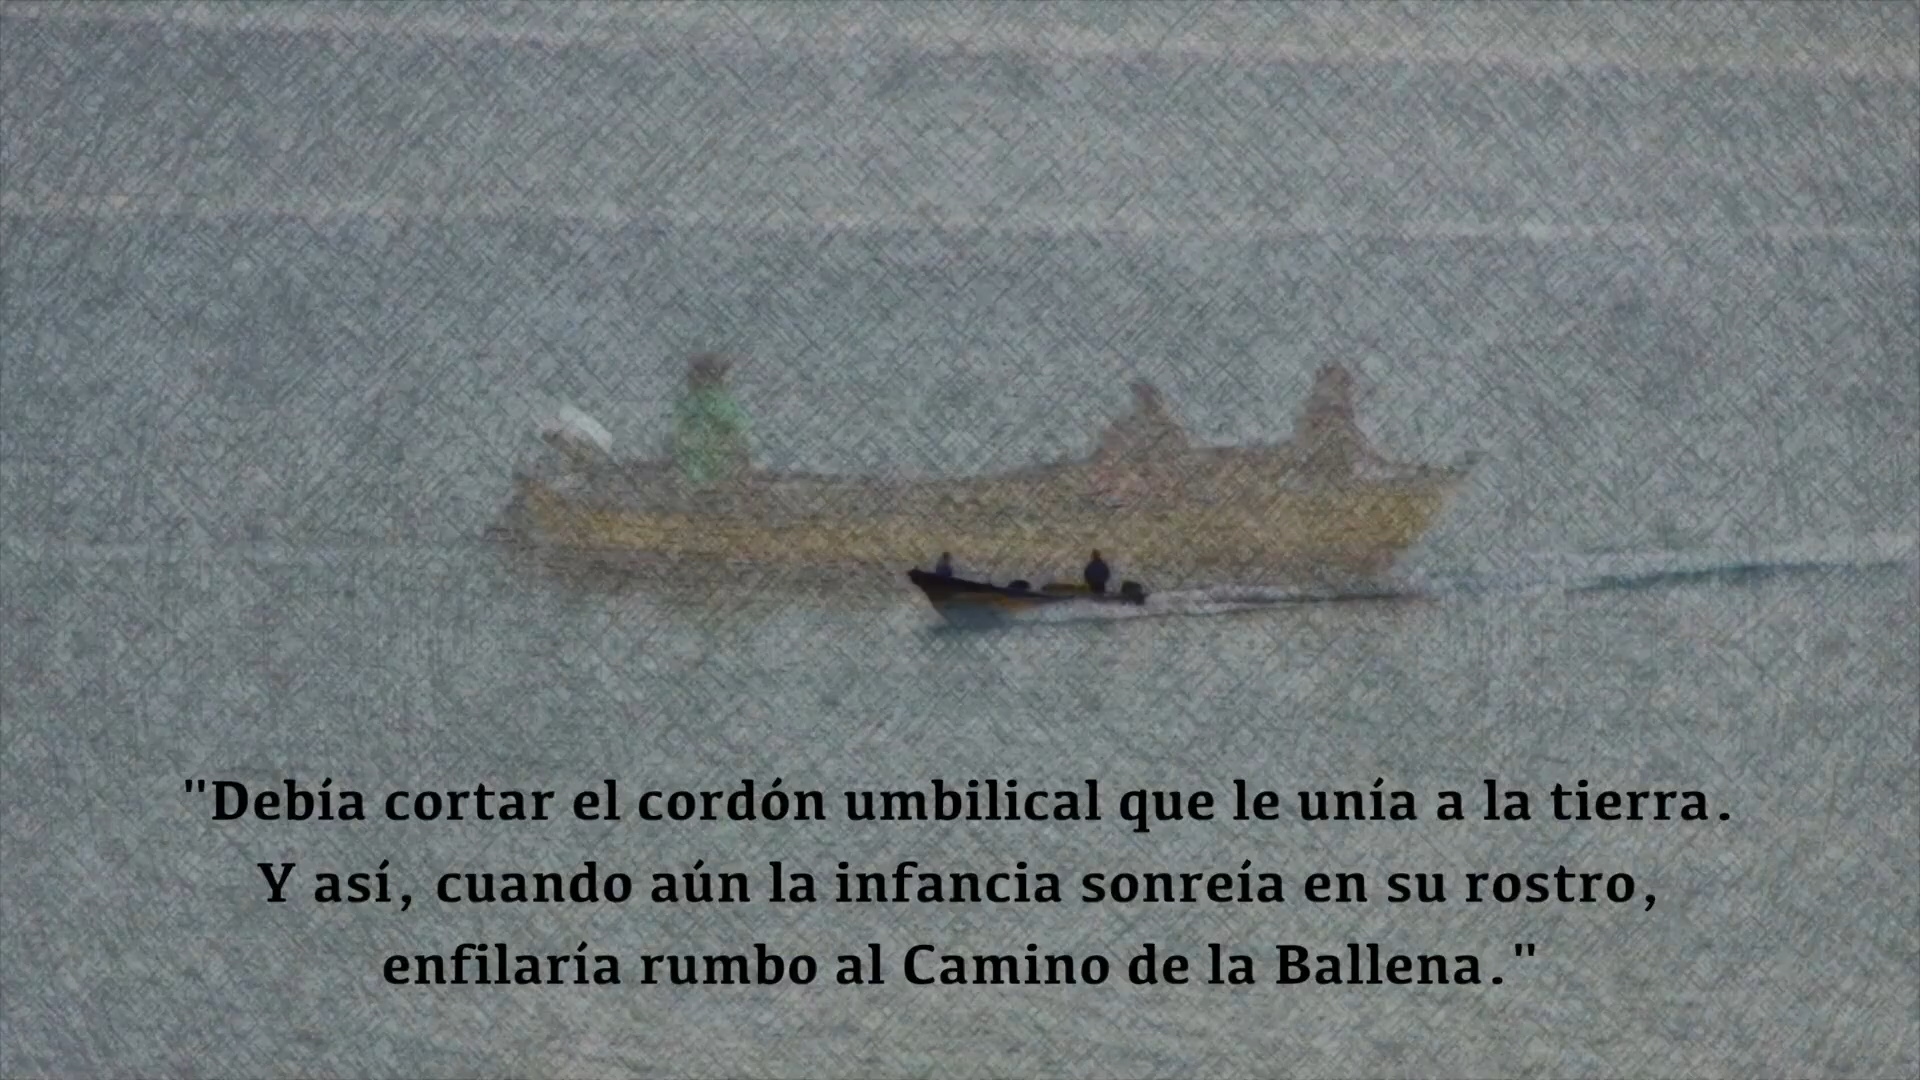 "Debía cortar el cordón umbilical que le unía a la tierra.
Y así, cuando aún la infancia sonreía en su rostro,
enfilaría rumbo al Camino de la Ballena."